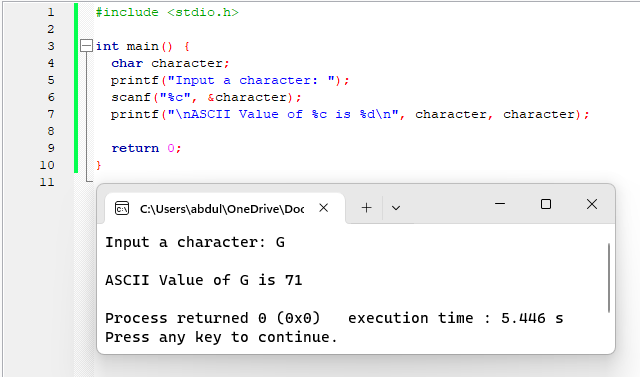 1 #include <stdio.h>
2
3 int main() {
4 char character;
5 printf("Input a character: ");
6 scanf("%c", &character);
7 printf("\nASCII Value of %c is %d\n", character, character);
8
9 return 0;
10 }
11
C:\Users\abdul\OneDrive\Doc
Input a character: G
ASCII Value of G is 71
Process returned 0 (0x0)   execution time : 5.446 s
Press any key to continue.